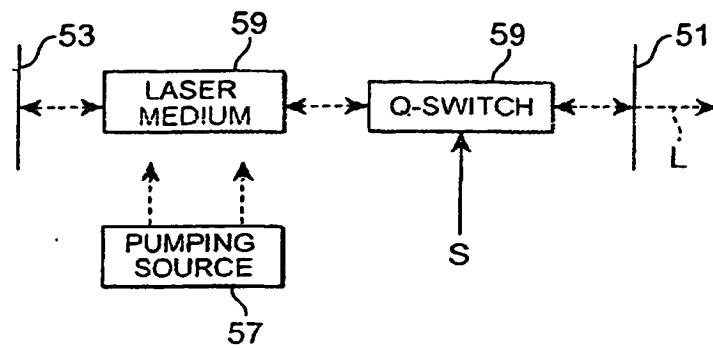 53
59
59
51
LASER
MEDIUM
Q-SWITCH
L
PUMPING
SOURCE
S
57